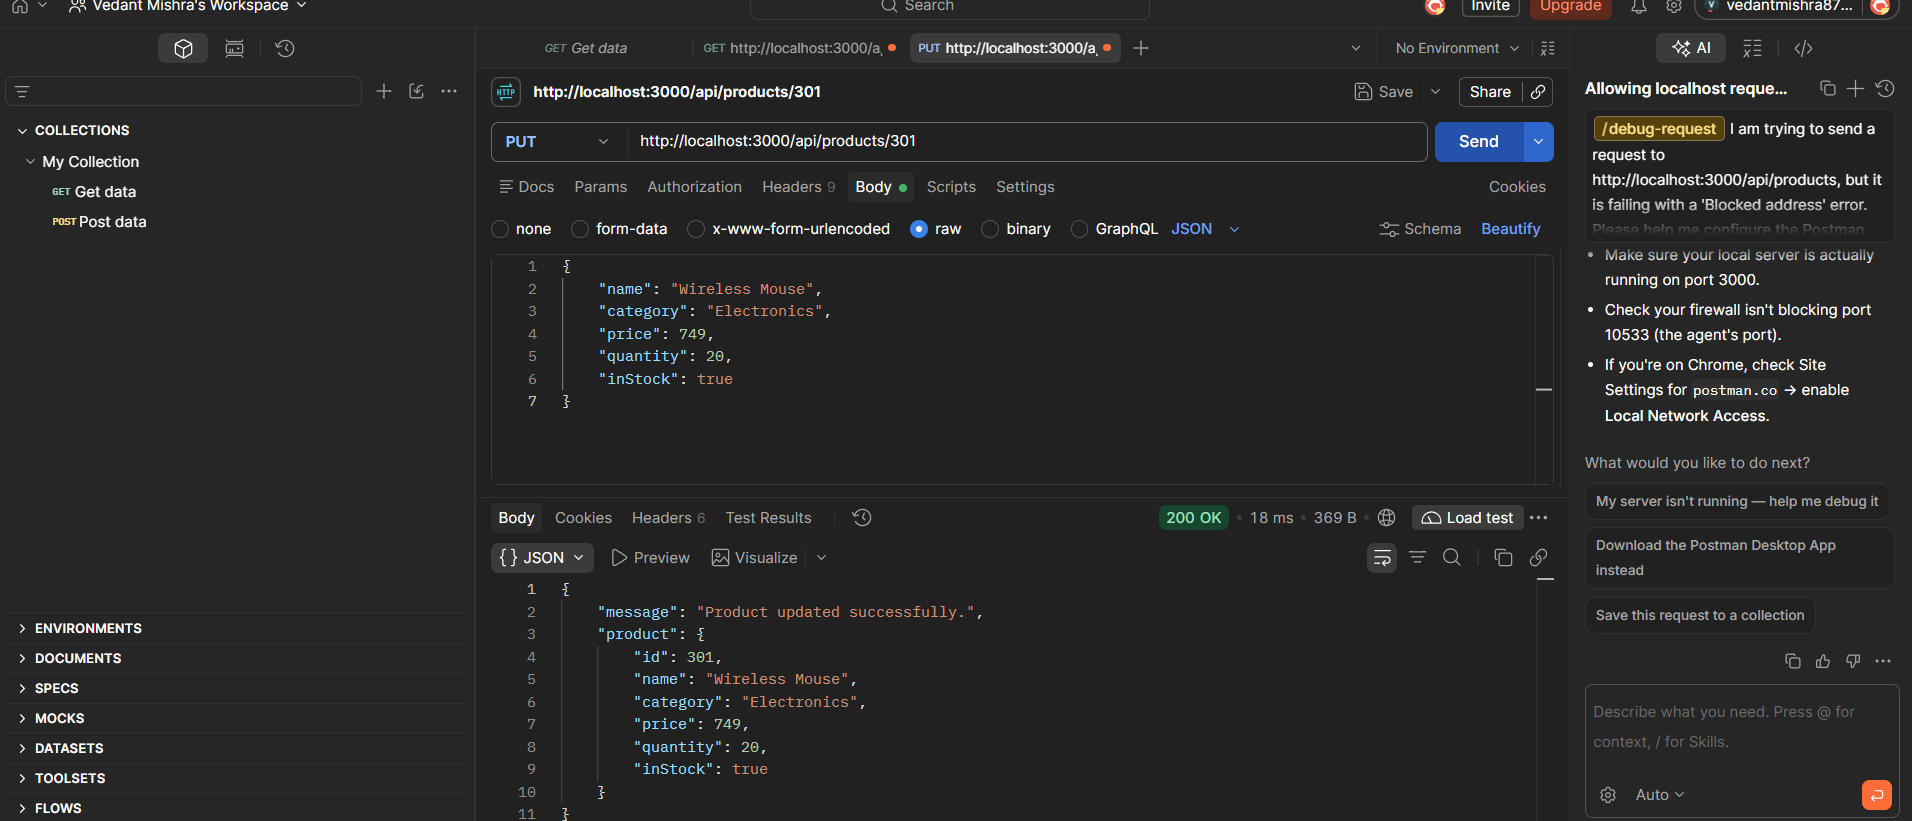 Vedant Mishra's Workspace
Search
Invite
Upgrade
vedantmishra87...
COLLECTIONS
My Collection
GET Get data
POST Post data
ENVIRONMENTS
DOCUMENTS
SPECS
MOCKS
DATASETS
TOOLSETS
FLOWS
GET Get data
GET http://localhost:3000/a
PUT http://localhost:3000/a
No Environment
HTTP http://localhost:3000/api/products/301
Save
Share
PUT
http://localhost:3000/api/products/301
Send
Docs
Params
Authorization
Headers 9
Body
Scripts
Settings
Cookies
none
form-data
x-www-form-urlencoded
raw
binary
GraphQL
JSON
Schema
Beautify
1 {
2 "name": "Wireless Mouse",
3 "category": "Electronics",
4 "price": 749,
5 "quantity": 20,
6 "inStock": true
7 }
Body
Cookies
Headers 6
Test Results
200 OK
18 ms
369 B
Load test
{} JSON
Preview
Visualize
1 {
2 "message": "Product updated successfully.",
3 "product": {
4 "id": 301,
5 "name": "Wireless Mouse",
6 "category": "Electronics",
7 "price": 749,
8 "quantity": 20,
9 "inStock": true
10 }
11 }
AI
Allowing localhost reque...
/debug-request I am trying to send a
request to
http://localhost:3000/api/products, but it
is failing with a 'Blocked address' error.
Please help me configure the Postman
Make sure your local server is actually
running on port 3000.
Check your firewall isn't blocking port
10533 (the agent's port).
If you're on Chrome, check Site
Settings for postman.co → enable
Local Network Access.
What would you like to do next?
My server isn't running — help me debug it
Download the Postman Desktop App
instead
Save this request to a collection
Describe what you need. Press @ for
context, / for Skills.
Auto